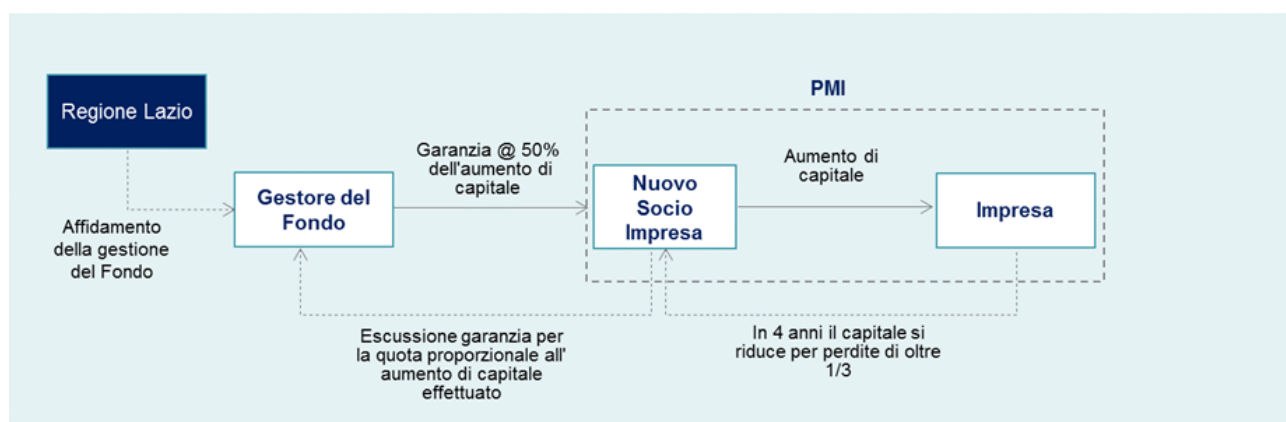 PMI
Regione Lazio
Garanzia @ 50%
dell'aumento di
capitale
Aumento di
capitale
Gestore del
Fondo
Nuovo
Socio
Impresa
Impresa
Affidamento
della gestione
del Fondo
Escussione garanzia per
la quota proporzionale all'
aumento di capitale
effettuato
In 4 anni il capitale si
riduce per perdite di oltre
1/3